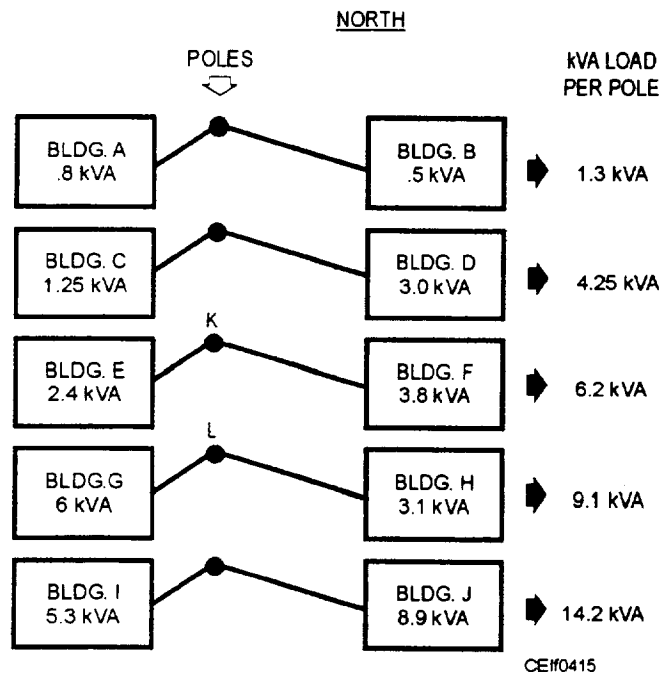 NORTH
POLES
kVA LOAD
PER POLE
BLDG. A
.8 kVA
BLDG. B
.5 kVA
1.3 kVA
BLDG. C
1.25 kVA
BLDG. D
3.0 kVA
4.25 kVA
K
BLDG. E
2.4 kVA
BLDG. F
3.8 kVA
6.2 kVA
L
BLDG.G
6 kVA
BLDG. H
3.1 kVA
9.1 kVA
BLDG. I
5.3 kVA
BLDG. J
8.9 kVA
14.2 kVA
CEff0415